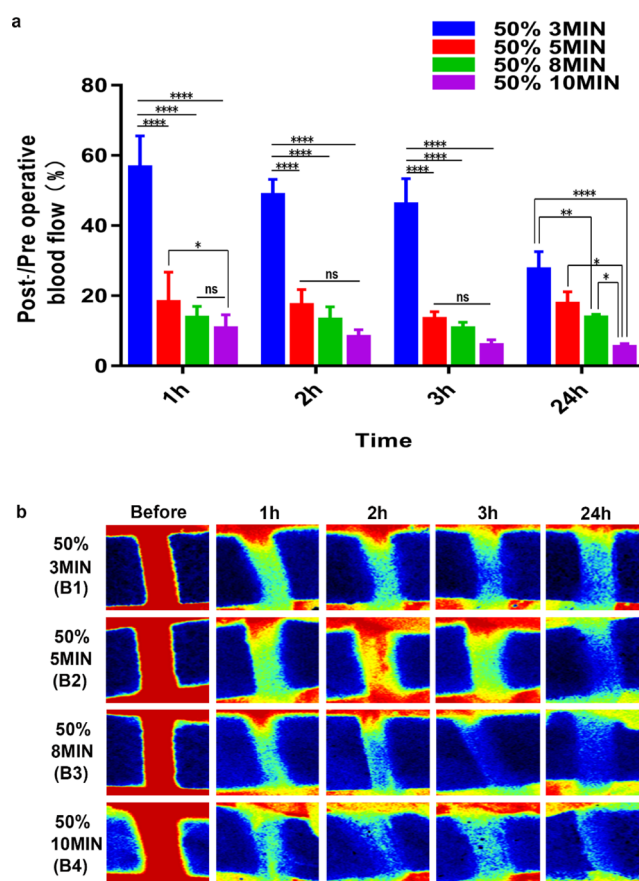 a
50% 3MIN
50% 5MIN
50% 8MIN
50% 10MIN
Post-/Pre operative
blood flow (%)
80
60
40
20
0
**** 
****
****
*
ns
****
****
****
ns
****
****
****
ns
****
**
*
*
1h
2h
3h
24h
Time
b
Before
1h
2h
3h
24h
50%
3MIN
(B1)
50%
5MIN
(B2)
50%
8MIN
(B3)
50%
10MIN
(B4)